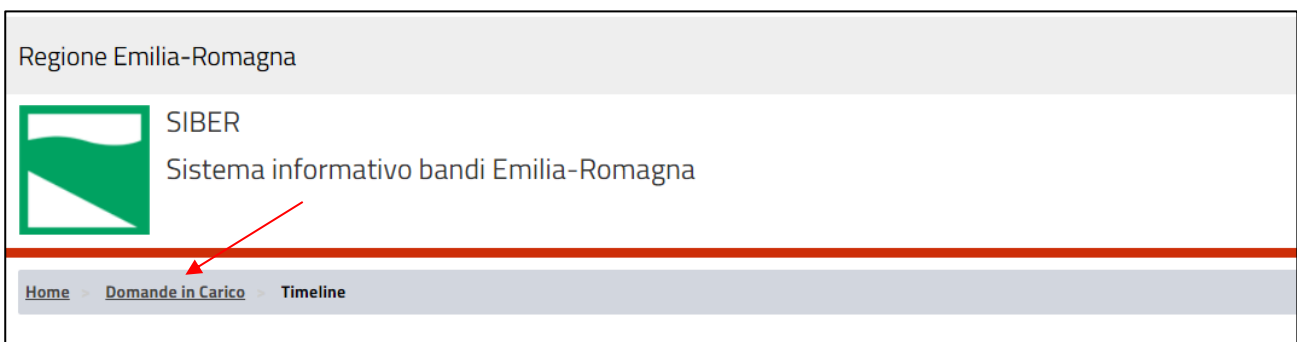 Regione Emilia-Romagna
SIBER
Sistema informativo bandi Emilia-Romagna
Home > Domande in Carico > Timeline